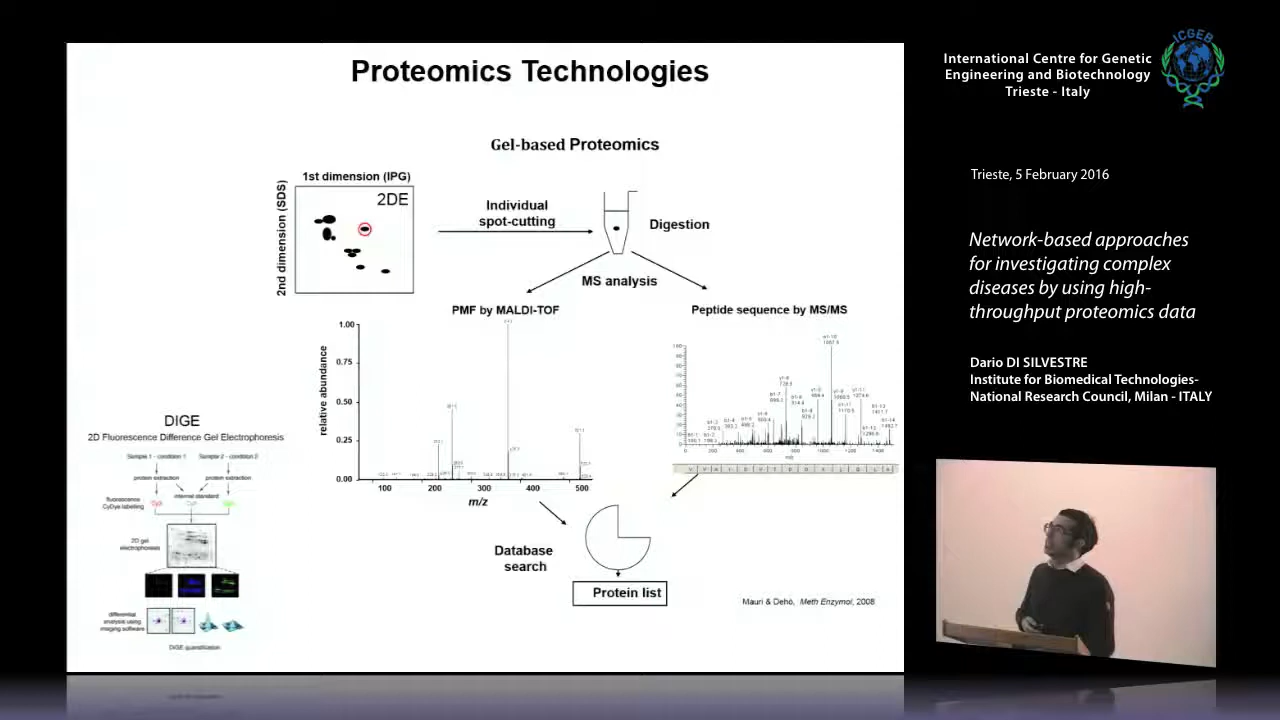 Proteomics Technologies
Gel-based Proteomics
1st dimension (IPG)
2nd dimension (SDS)
2DE
Individual
spot-cutting
Digestion
MS analysis
PMF by MALDI-TOF
Peptide sequence by MS/MS
relative abundance
1.00
0.75
0.50
0.25
0.00
100
200
300
400
500
m/z
Database
search
Protein list
Mauri & Dehò, Meth Enzymol, 2008
DIGE
2D Fluorescence Difference Gel Electrophoresis
Sample 1 - condition 1
Sample 2 - condition 2
protein extraction
protein extraction
internal standard
fluorescence
CyDye labelling
2D gel
electrophoresis
differential
analysis using
imaging software
DIGE quantification
International Centre for Genetic
Engineering and Biotechnology
Trieste - Italy
ICGEB
Trieste, 5 February 2016
Network-based approaches
for investigating complex
diseases by using high-
throughput proteomics data
Dario DI SILVESTRE
Institute for Biomedical Technologies-
National Research Council, Milan - ITALY